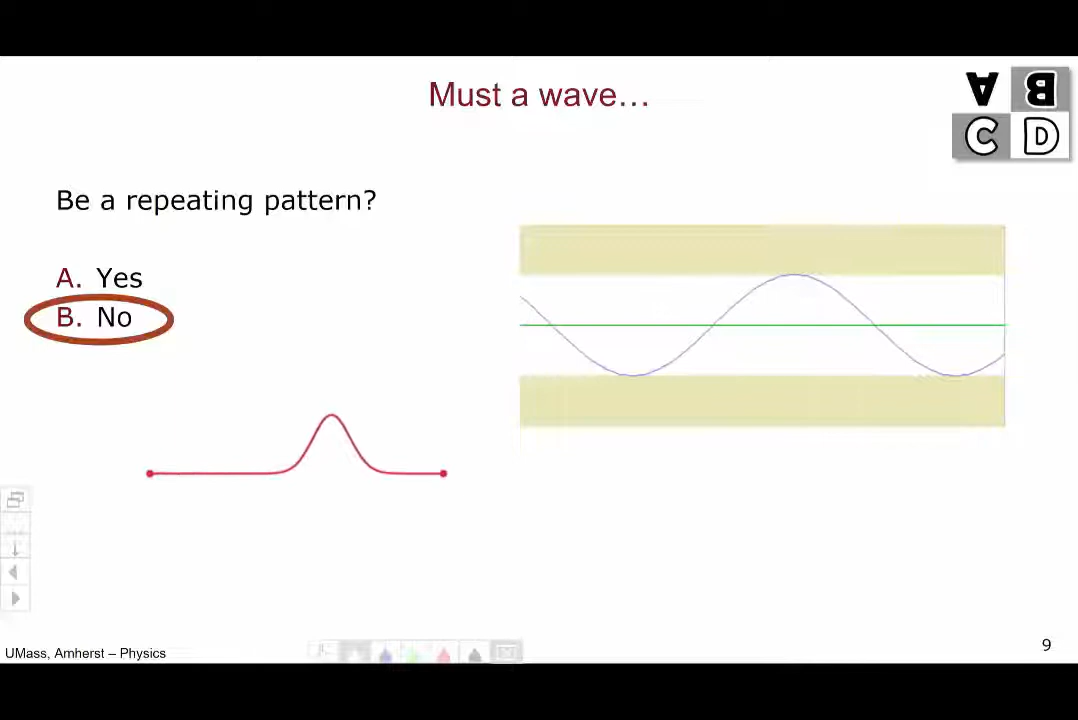 Must a wave…
A B
C D
Be a repeating pattern?
A. Yes
B. No
UMass, Amherst – Physics
9